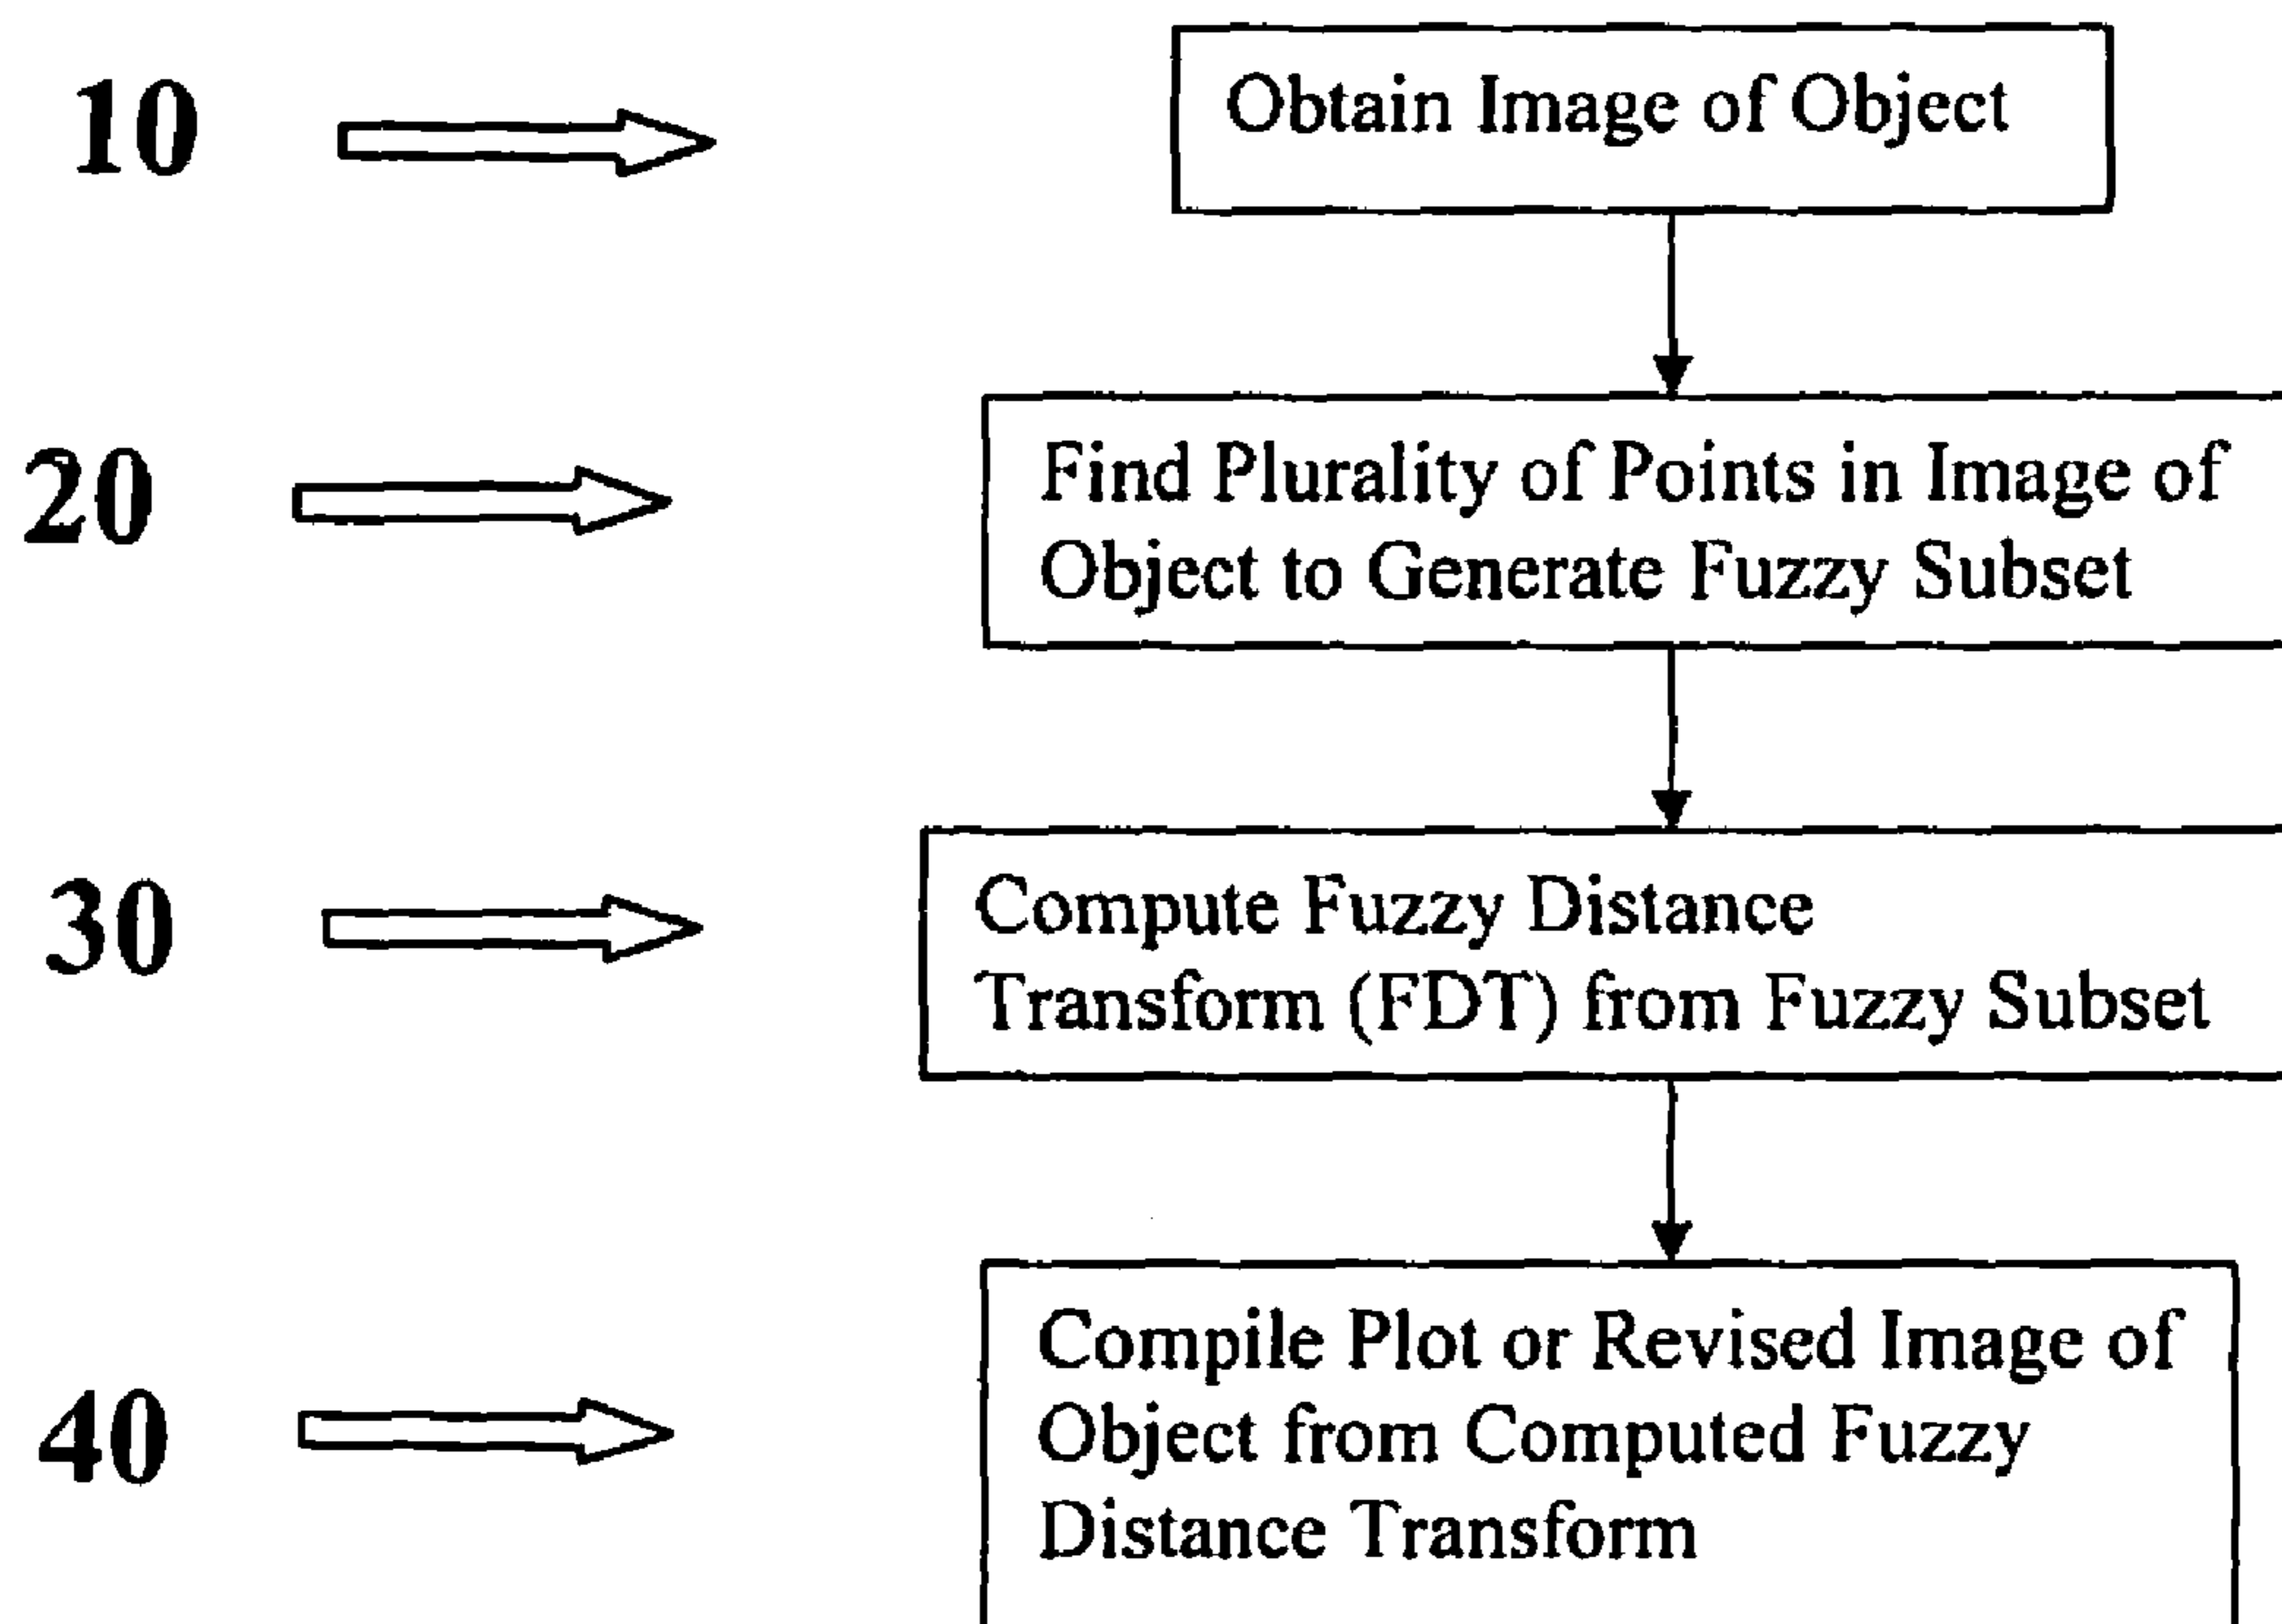 10
Obtain Image of Object
20
Find Plurality of Points in Image of
Object to Generate Fuzzy Subset
30
Compute Fuzzy Distance
Transform (FDT) from Fuzzy Subset
40
Compile Plot or Revised Image of
Object from Computed Fuzzy
Distance Transform